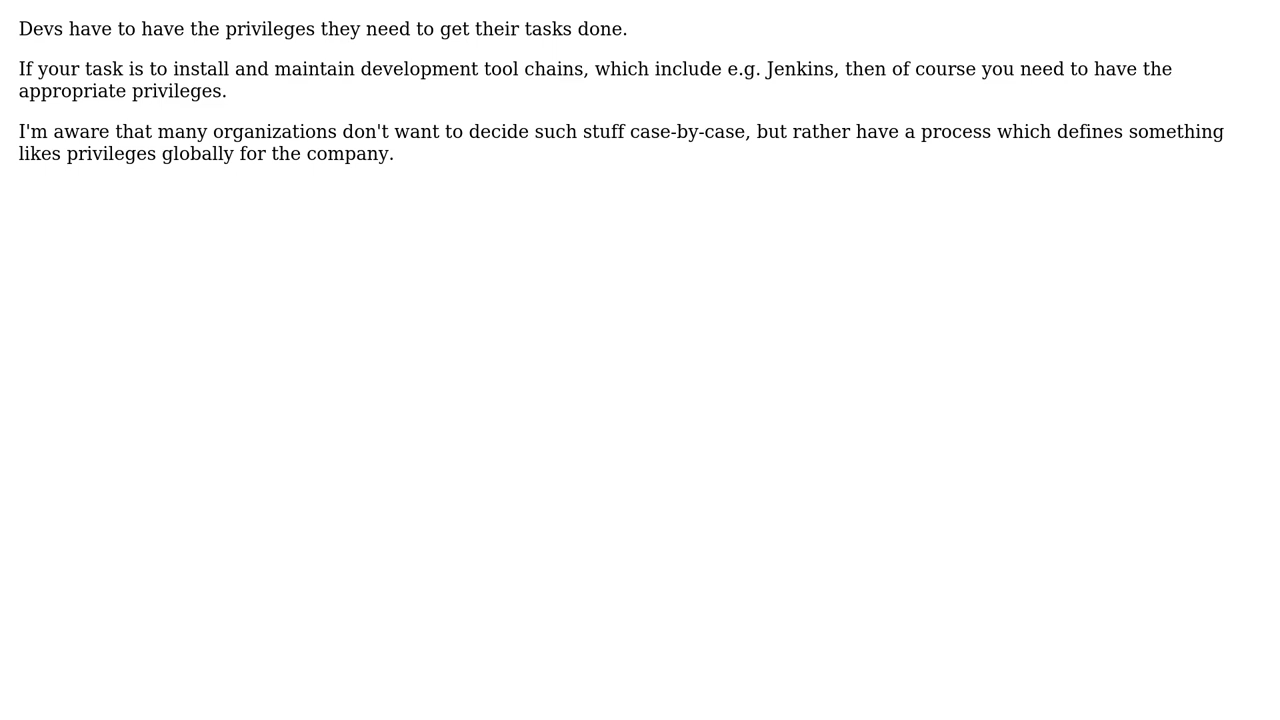 Devs have to have the privileges they need to get their tasks done.
If your task is to install and maintain development tool chains, which include e.g. Jenkins, then of course you need to have the
appropriate privileges.
I'm aware that many organizations don't want to decide such stuff case-by-case, but rather have a process which defines something
likes privileges globally for the company.